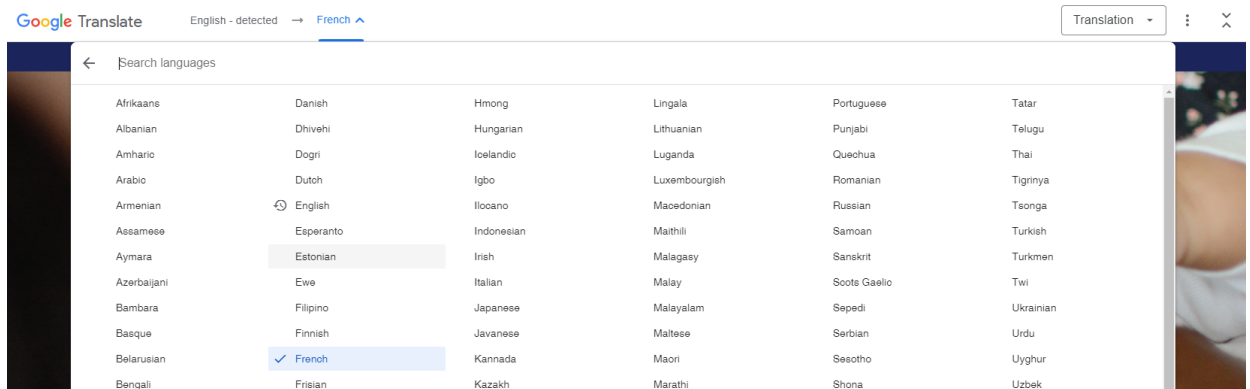 Google Translate English - detected → French Translation
Search languages
Afrikaans Danish Hmong Lingala Portuguese Tatar
Albanian Dhivehi Hungarian Lithuanian Punjabi Telugu
Amharic Dogri Icelandic Luganda Quechua Thai
Arabic Dutch Igbo Luxembourgish Romanian Tigrinya
Armenian English Ilocano Macedonian Russian Tsonga
Assamese Esperanto Indonesian Maithili Samoan Turkish
Aymara Estonian Irish Malagasy Sanskrit Turkmen
Azerbaijani Ewe Italian Malay Scots Gaelic Twi
Bambara Filipino Japanese Malayalam Sepedi Ukrainian
Basque Finnish Javanese Maltese Serbian Urdu
Belarusian French Kannada Maori Sesotho Uyghur
Bengali Frisian Kazakh Marathi Shona Uzbek